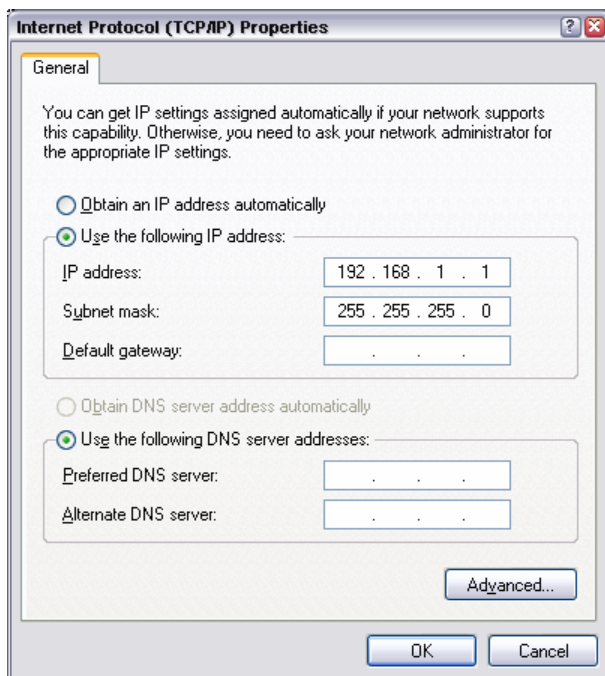 Internet Protocol (TCP/IP) Properties
General
You can get IP settings assigned automatically if your network supports
this capability. Otherwise, you need to ask your network administrator for
the appropriate IP settings.
Obtain an IP address automatically
Use the following IP address:
IP address: 192 . 168 . 1 . 1
Subnet mask: 255 . 255 . 255 . 0
Default gateway: . . .
Obtain DNS server address automatically
Use the following DNS server addresses:
Preferred DNS server: . . .
Alternate DNS server: . . .
Advanced...
OK Cancel